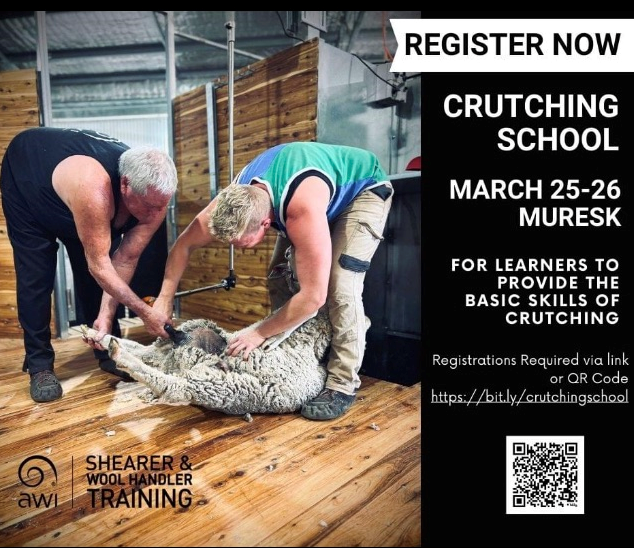 REGISTER NOW
CRUTCHING
SCHOOL
MARCH 25-26
MURESK
FOR LEARNERS TO
PROVIDE THE
BASIC SKILLS OF
CRUTCHING
Registrations Required via link
or QR Code
https://bit.ly/crutchingschool
awi
SHEARER &
WOOL HANDLER
TRAINING